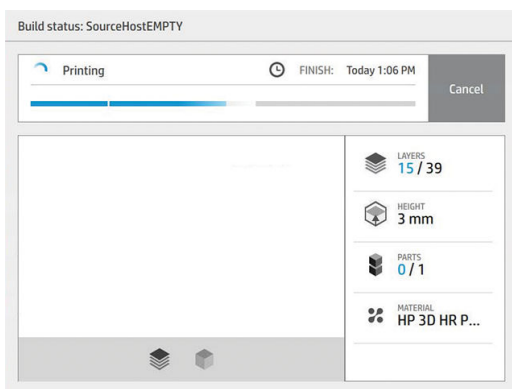 Build status: SourceHostEMPTY
Printing
FINISH: Today 1:06 PM
Cancel
LAYERS
15 / 39
HEIGHT
3 mm
PARTS
0 / 1
MATERIAL
HP 3D HR P...